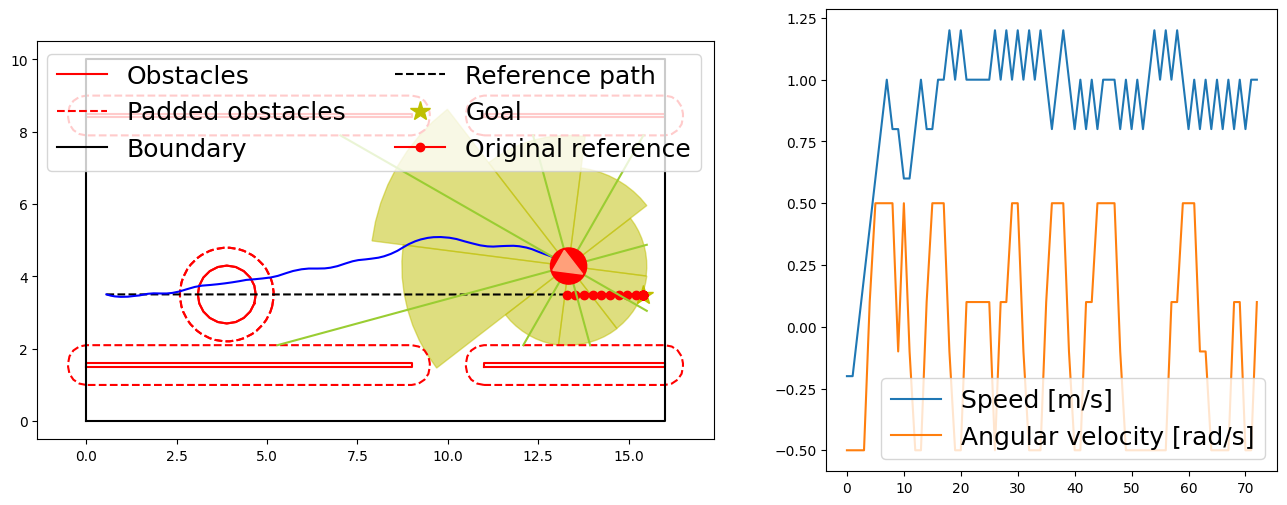 Obstacles
Padded obstacles
Boundary
Reference path
Goal
Original reference
10
8
6
4
2
0
0.0 2.5 5.0 7.5 10.0 12.5 15.0
1.25
1.00
0.75
0.50
0.25
0.00
−0.25
−0.50
Speed [m/s]
Angular velocity [rad/s]
0 10 20 30 40 50 60 70